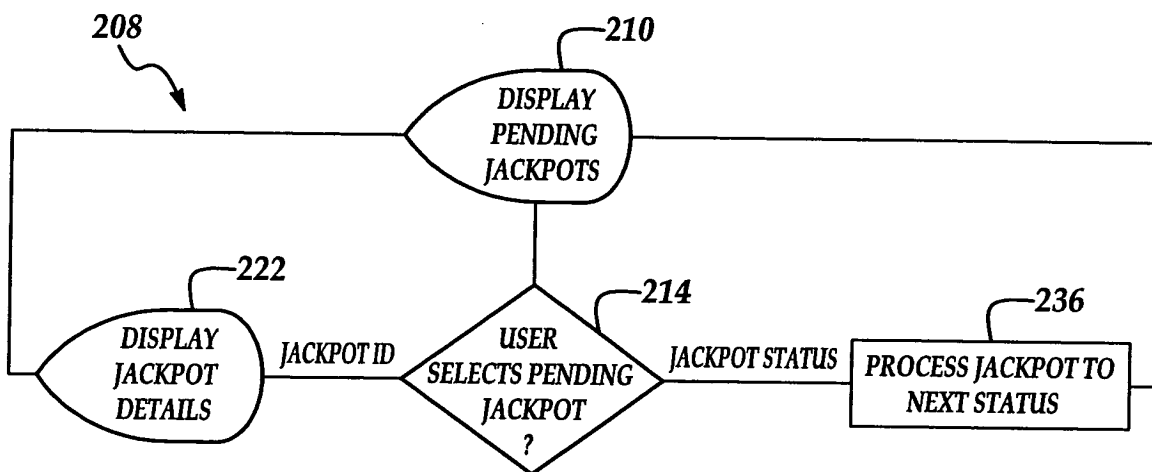 208
210
DISPLAY
PENDING
JACKPOTS
222
214
236
DISPLAY
JACKPOT
DETAILS
JACKPOT ID
USER
SELECTS PENDING
JACKPOT
?
JACKPOT STATUS
PROCESS JACKPOT TO
NEXT STATUS